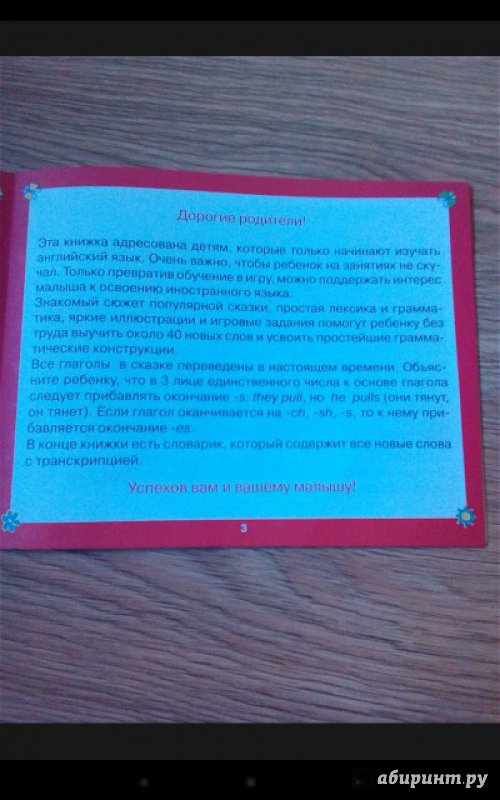 Дорогие родители!
Эта книжка адресована детям, которые только начинают изучать
английский язык. Очень важно, чтобы ребенок на занятиях не ску-
чал. Только превратив обучение в игру, можно поддержать интерес
малыша к освоению иностранного языка.
Знакомый сюжет популярной сказки, простая лексика и грамма-
тика, яркие иллюстрации и игровые задания помогут ребенку без
труда выучить около 40 новых слов и усвоить простейшие грамма-
тические конструкции.
Все глаголы в сказке переведены в настоящем времени. Объяс-
ните ребенку, что в 3 лице единственного числа к основе глагола
следует прибавлять окончание -s: they pull, но he pulls (они тянут,
он тянет). Если глагол оканчивается на -ch, -sh, -s, то к нему при-
бавляется окончание -es.
В конце книжки есть словарик, который содержит все новые слова
с транскрипцией.
Успехов вам и вашему малышу!
3
абиринт.ру